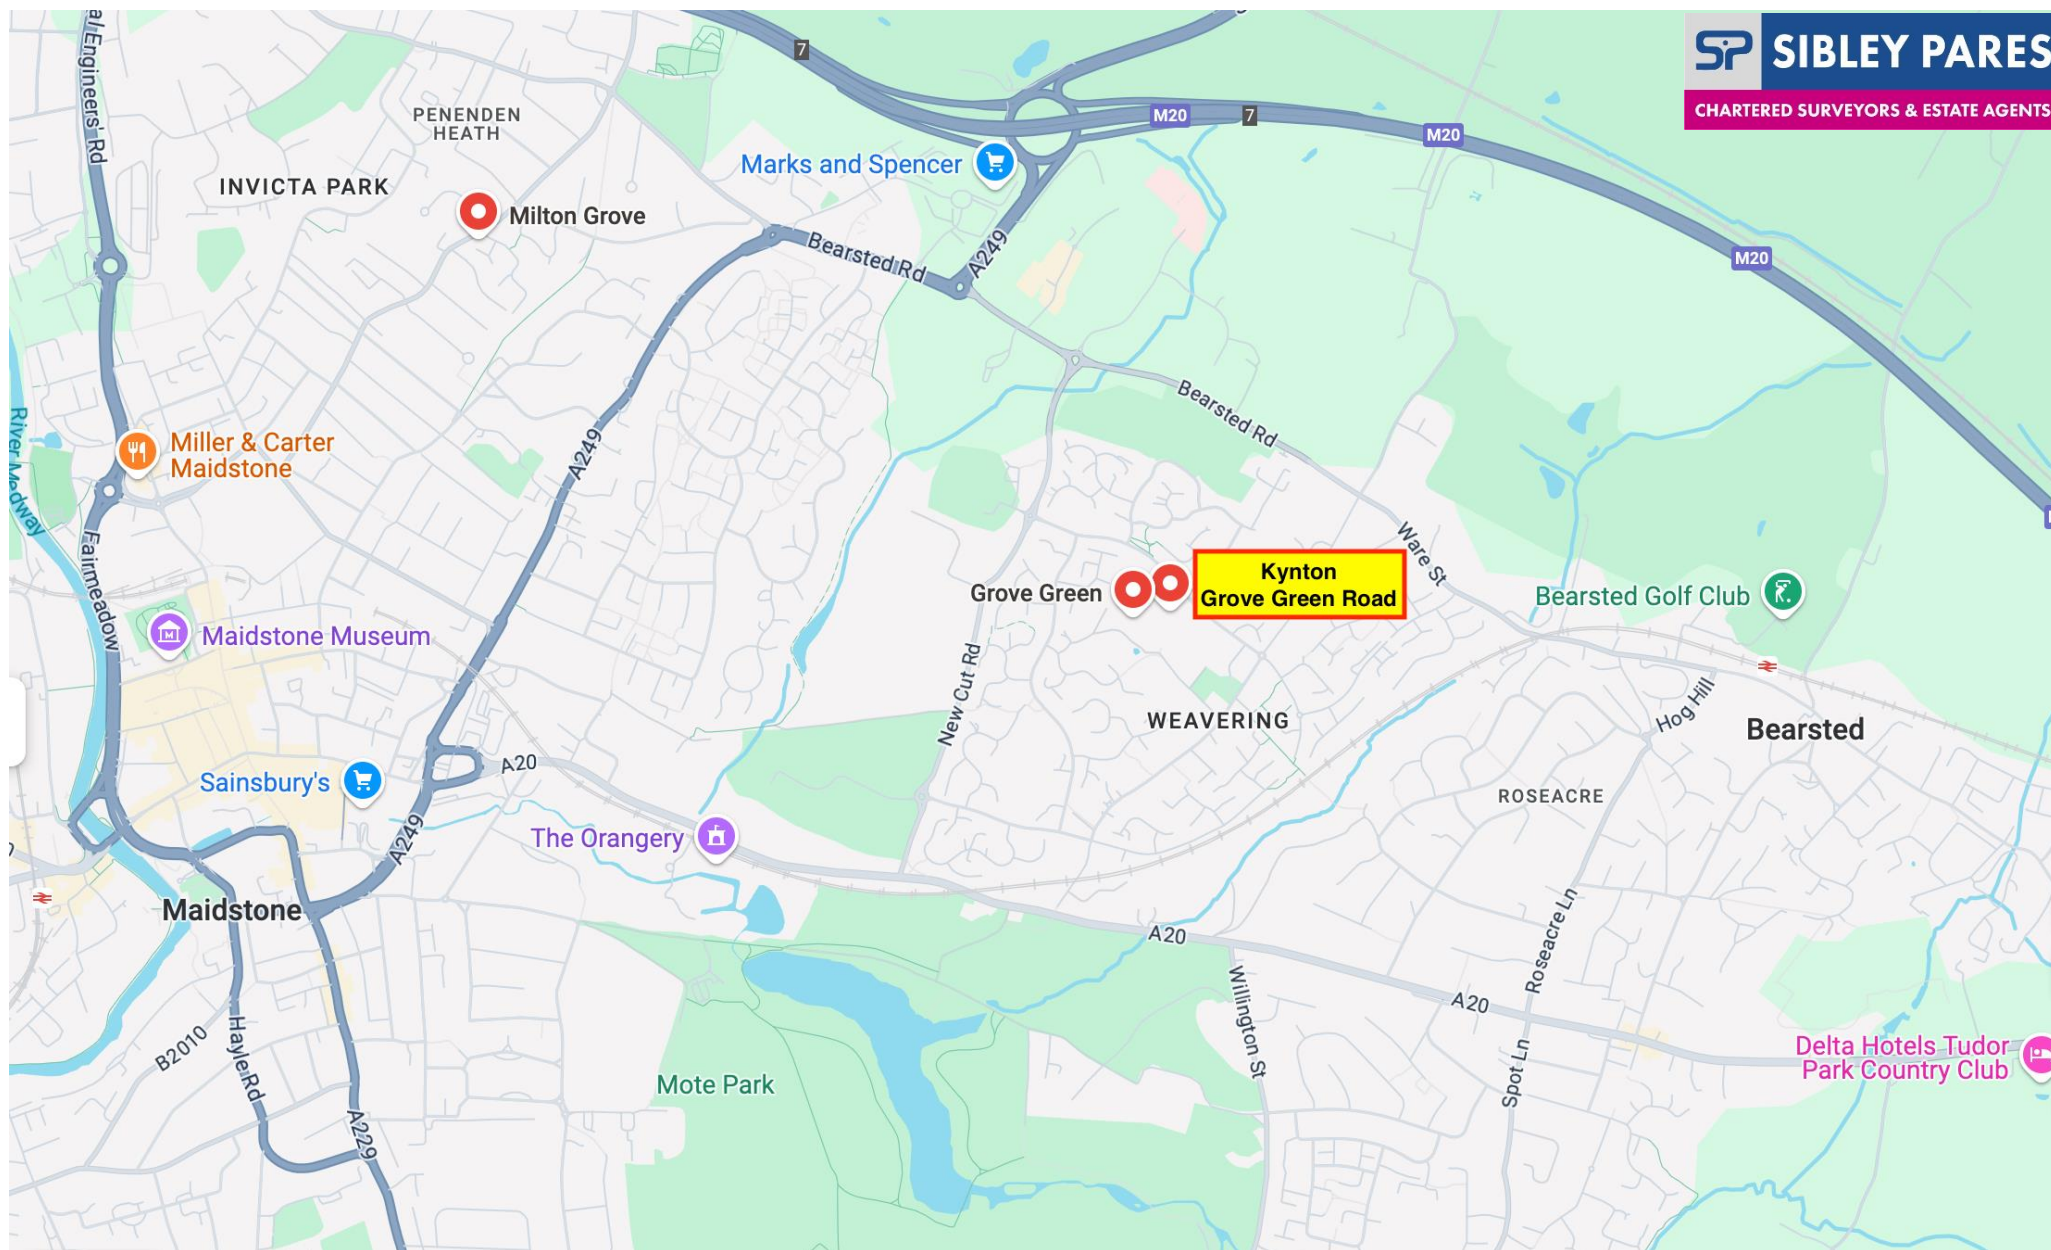 SP SIBLEY PARES
CHARTERED SURVEYORS & ESTATE AGENTS
7
M20
7
M20
M20
Engineers' Rd
PENENDEN
HEATH
Marks and Spencer
INVICTA PARK
Milton Grove
Bearsted Rd
A249
Bearsted Rd
River Medway
Miller & Carter
Maidstone
A249
Fairmeadow
Ware St
Kynton
Grove Green Road
Grove Green
Bearsted Golf Club
Maidstone Museum
New Cut Rd
Hog Hill
WEAVERING
Bearsted
A20
Sainsbury's
ROSEACRE
The Orangery
A249
Maidstone
A20
Roseacre Ln
Willington St
A20
B2010
Hayle Rd
Spot Ln
Delta Hotels Tudor
Park Country Club
Mote Park
A229